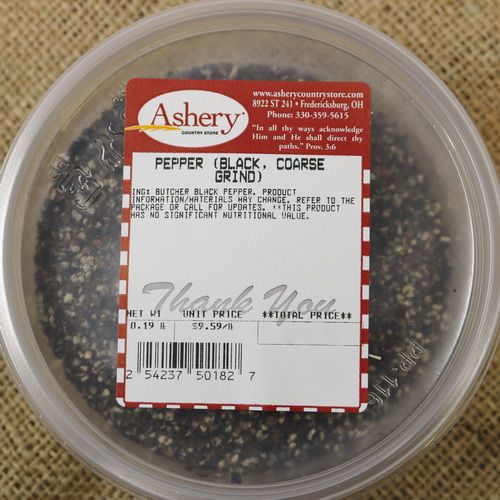 Ashery
COUNTRY STORE
www.asherycountrystore.com
8922 ST 241 • Fredericksburg, OH
Phone: 330-359-5615
"In all thy ways acknowledge
Him and He shall direct thy
paths." Prov. 3:6
PEPPER (BLACK, COARSE
GRIND)
ING: BUTCHER BLACK PEPPER. PRODUCT
INFORMATION/MATERIALS MAY CHANGE. REFER TO THE
PACKAGE OR CALL FOR UPDATES. **THIS PRODUCT
HAS NO SIGNIFICANT NUTRITIONAL VALUE.
Thank You
NET WT UNIT PRICE **TOTAL PRICE**
0.19 lb $9.59/lb
2 54237 50182 7